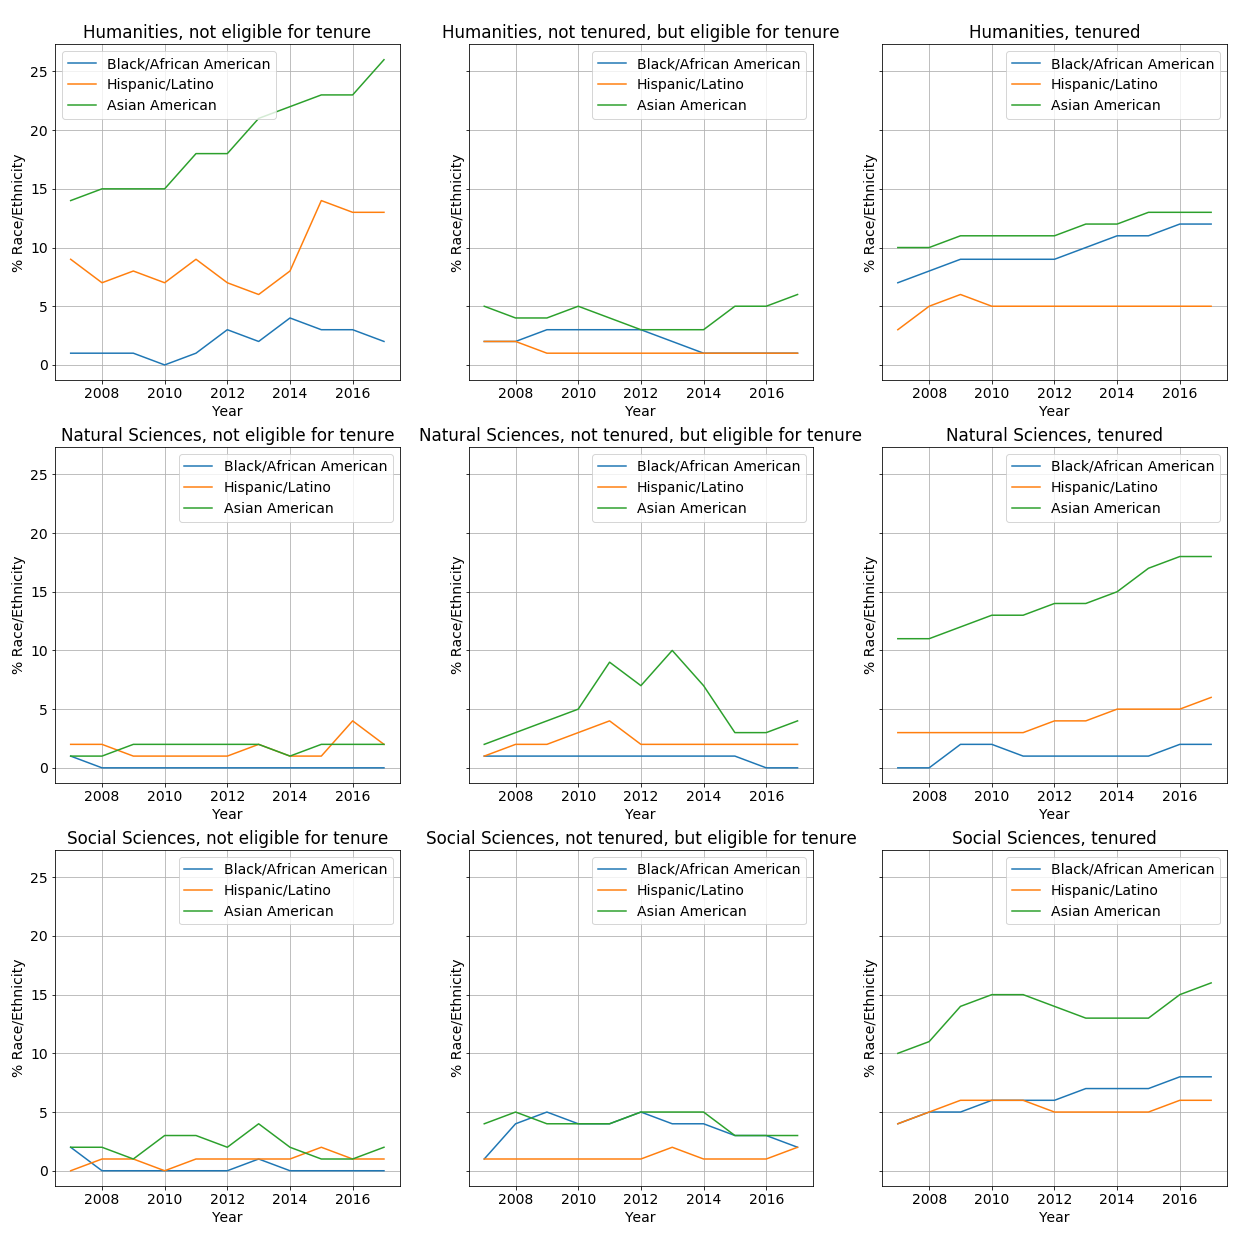 Humanities, not eligible for tenure
Black/African American
Hispanic/Latino
Asian American
25
20
15
10
5
0
% Race/Ethnicity
2008 2010 2012 2014 2016
Year
Humanities, not tenured, but eligible for tenure
Black/African American
Hispanic/Latino
Asian American
% Race/Ethnicity
2008 2010 2012 2014 2016
Year
Humanities, tenured
Black/African American
Hispanic/Latino
Asian American
% Race/Ethnicity
2008 2010 2012 2014 2016
Year
Natural Sciences, not eligible for tenure
Black/African American
Hispanic/Latino
Asian American
25
20
15
10
5
0
% Race/Ethnicity
2008 2010 2012 2014 2016
Year
Natural Sciences, not tenured, but eligible for tenure
Black/African American
Hispanic/Latino
Asian American
% Race/Ethnicity
2008 2010 2012 2014 2016
Year
Natural Sciences, tenured
Black/African American
Hispanic/Latino
Asian American
% Race/Ethnicity
2008 2010 2012 2014 2016
Year
Social Sciences, not eligible for tenure
Black/African American
Hispanic/Latino
Asian American
25
20
15
10
5
0
% Race/Ethnicity
2008 2010 2012 2014 2016
Year
Social Sciences, not tenured, but eligible for tenure
Black/African American
Hispanic/Latino
Asian American
% Race/Ethnicity
2008 2010 2012 2014 2016
Year
Social Sciences, tenured
Black/African American
Hispanic/Latino
Asian American
% Race/Ethnicity
2008 2010 2012 2014 2016
Year